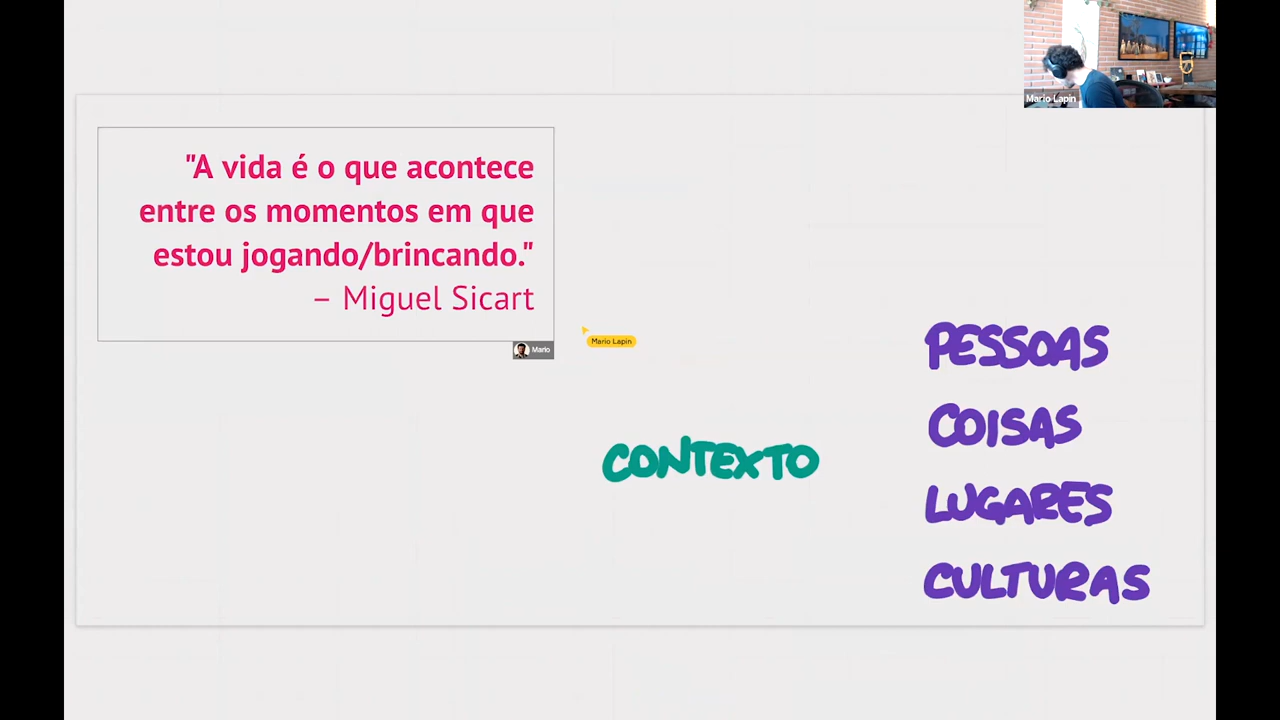 Mario Lapin
"A vida é o que acontece
entre os momentos em que
estou jogando/brincando."
– Miguel Sicart
Mario Lapin
Mario
PESSOAS
COISAS
CONTEXTO
LUGARES
CULTURAS